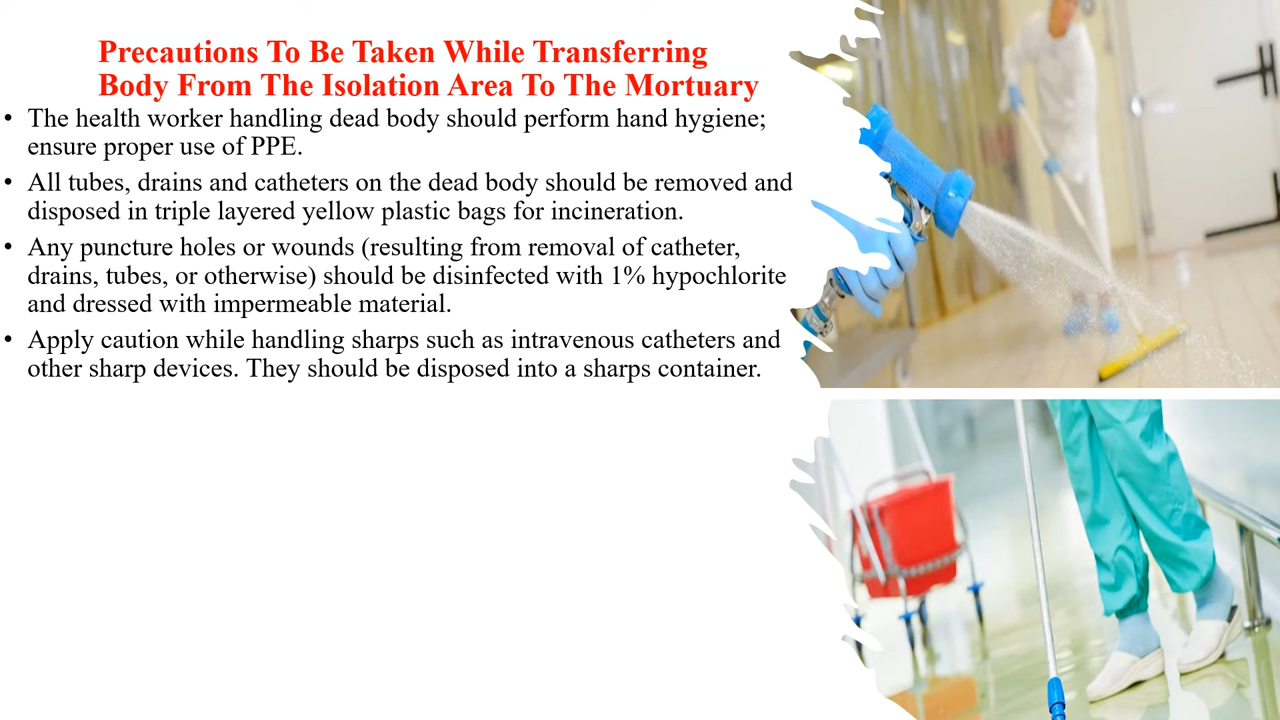 Precautions To Be Taken While Transferring
Body From The Isolation Area To The Mortuary
• The health worker handling dead body should perform hand hygiene;
ensure proper use of PPE.
• All tubes, drains and catheters on the dead body should be removed and
disposed in triple layered yellow plastic bags for incineration.
• Any puncture holes or wounds (resulting from removal of catheter,
drains, tubes, or otherwise) should be disinfected with 1% hypochlorite
and dressed with impermeable material.
• Apply caution while handling sharps such as intravenous catheters and
other sharp devices. They should be disposed into a sharps container.